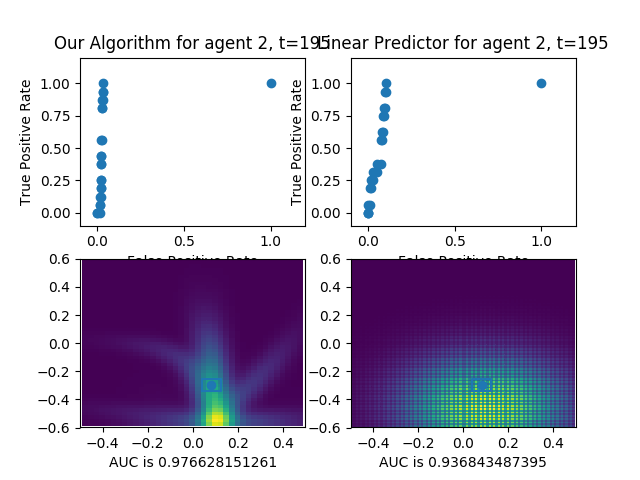 Our Algorithm for agent 2, t=195
Linear Predictor for agent 2, t=195
True Positive Rate
1.00
0.75
0.50
0.25
0.00
0.0 0.5 1.0
False Positive Rate
True Positive Rate
1.00
0.75
0.50
0.25
0.00
0.0 0.5 1.0
False Positive Rate
0.6
0.4
0.2
0.0
−0.2
−0.4
−0.6
−0.4 −0.2 0.0 0.2 0.4
AUC is 0.976628151261
0.6
0.4
0.2
0.0
−0.2
−0.4
−0.6
−0.4 −0.2 0.0 0.2 0.4
AUC is 0.936843487395